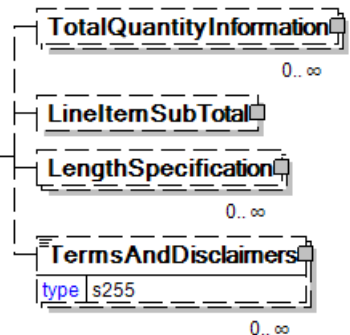 TotalQuantityInformation
0.. ∞
LineItemSubTotal
LengthSpecification
0.. ∞
TermsAndDisclaimers
type s255
0.. ∞